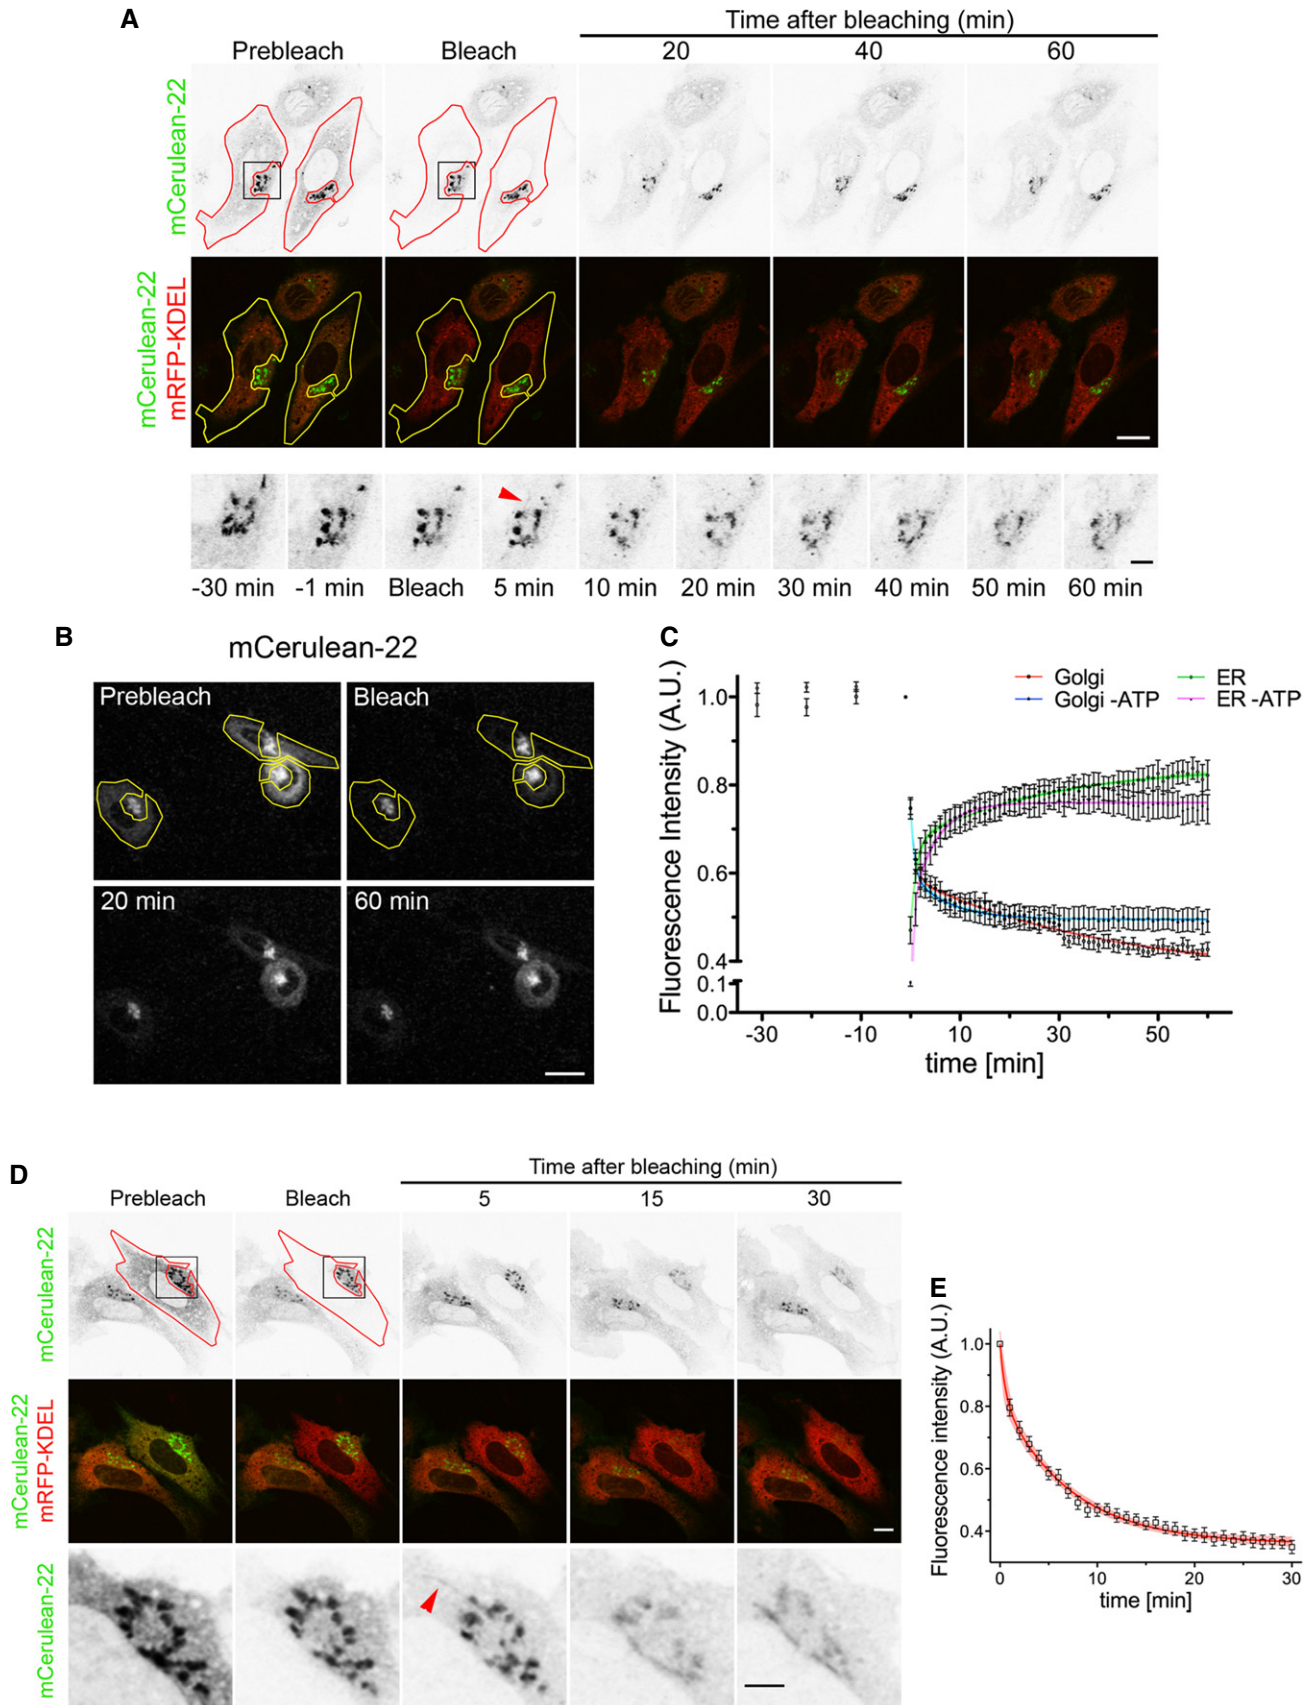 A
Time after bleaching (min)
Prebleach Bleach 20 40 60
mCerulean-22
mCerulean-22
mRFP-KDEL
-30 min -1 min Bleach 5 min 10 min 20 min 30 min 40 min 50 min 60 min
B
mCerulean-22
Prebleach Bleach
20 min 60 min
C
Fluorescence Intensity (A.U.)
Golgi ER
Golgi -ATP ER -ATP
1.0
0.8
0.6
0.4
0.1
0.0
-30 -10 10 30 50
time [min]
D
Time after bleaching (min)
Prebleach Bleach 5 15 30
mCerulean-22
mCerulean-22
mRFP-KDEL
mCerulean-22
E
Fluorescence intensity (A.U.)
1.0
0.8
0.6
0.4
0 10 20 30
time [min]